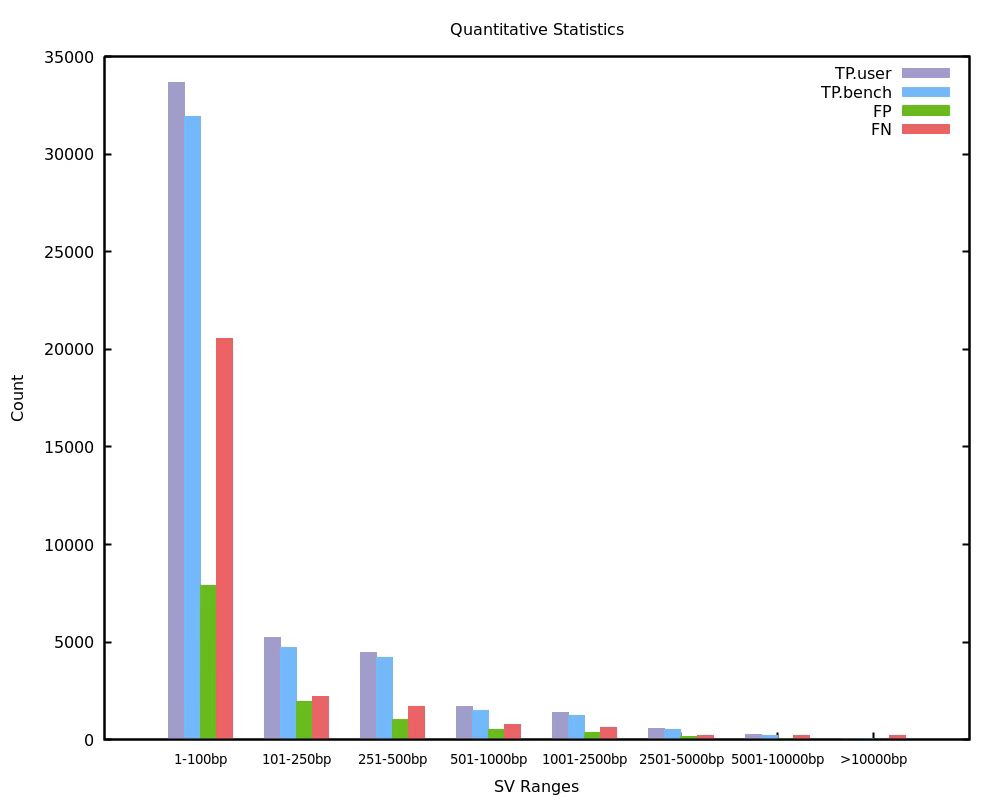 Quantitative Statistics
35000
30000
25000
20000
15000
10000
5000
0
Count
TP.user
TP.bench
FP
FN
1-100bp 101-250bp 251-500bp 501-1000bp 1001-2500bp 2501-5000bp 5001-10000bp >10000bp
SV Ranges